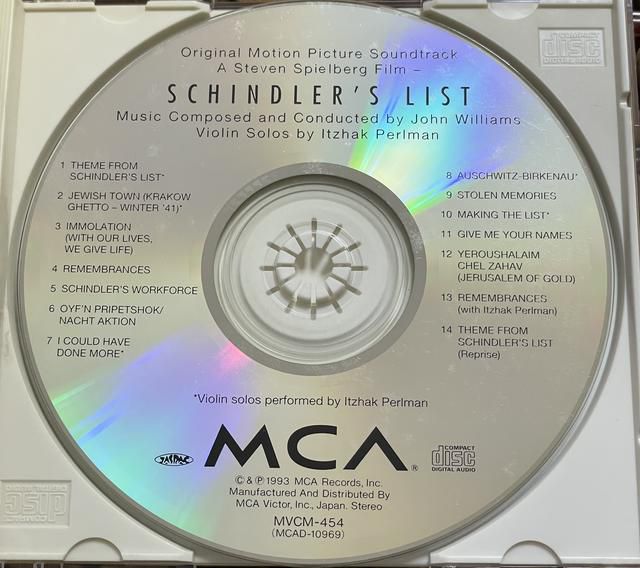 Original Motion Picture Soundtrack
A Steven Spielberg Film –
SCHINDLER'S LIST
Music Composed and Conducted by John Williams
Violin Solos by Itzhak Perlman
1 THEME FROM
SCHINDLER'S LIST*
2 JEWISH TOWN (KRAKOW
GHETTO – WINTER '41)*
3 IMMOLATION
(WITH OUR LIVES,
WE GIVE LIFE)
4 REMEMBRANCES
5 SCHINDLER'S WORKFORCE
6 OYF'N PRIPETSHOK/
NACHT AKTION
7 I COULD HAVE
DONE MORE*
8 AUSCHWITZ-BIRKENAU*
9 STOLEN MEMORIES
10 MAKING THE LIST*
11 GIVE ME YOUR NAMES
12 YEROUSHALAIM
CHEL ZAHAV
(JERUSALEM OF GOLD)
13 REMEMBRANCES
(with Itzhak Perlman)
14 THEME FROM
SCHINDLER'S LIST
(Reprise)
*Violin solos performed by Itzhak Perlman
MCA®
COMPACT
disc
DIGITAL AUDIO
©&℗1993 MCA Records, Inc.
Manufactured And Distributed By
MCA Victor, Inc., Japan. Stereo
MVCM-454
(MCAD-10969)
COMPACT
disc
DIGITAL AUDIO
COMPACT
disc
DIGITAL AUDIO